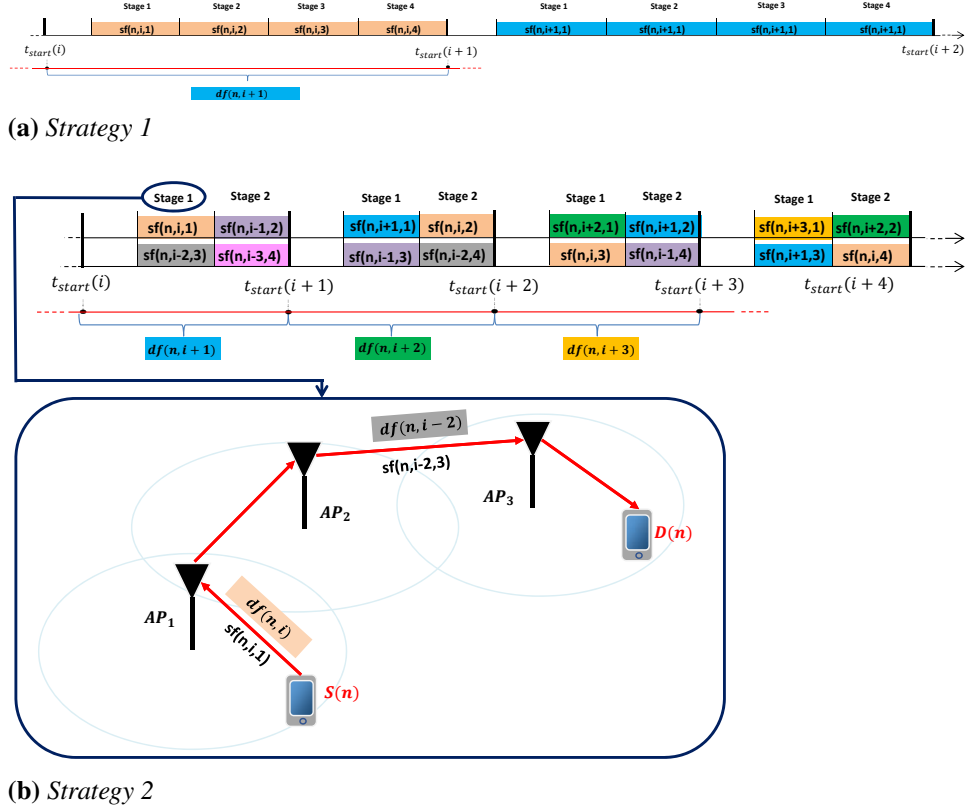 Stage 1 Stage 2 Stage 3 Stage 4 Stage 1 Stage 2 Stage 3 Stage 4
sf(n,i,1) sf(n,i,2) sf(n,i,3) sf(n,i,4) sf(n,i+1,1) sf(n,i+1,1) sf(n,i+1,1) sf(n,i+1,1)
t_start(i) t_start(i + 1) t_start(i + 2)
df(n, i + 1)
(a) Strategy 1
Stage 1 Stage 2 Stage 1 Stage 2 Stage 1 Stage 2 Stage 1 Stage 2
sf(n,i,1) sf(n,i-1,2) sf(n,i+1,1) sf(n,i,2) sf(n,i+2,1) sf(n,i+1,2) sf(n,i+3,1) sf(n,i+2,2)
sf(n,i-2,3) sf(n,i-3,4) sf(n,i-1,3) sf(n,i-2,4) sf(n,i,3) sf(n,i-1,4) sf(n,i+1,3) sf(n,i,4)
t_start(i) t_start(i + 1) t_start(i + 2) t_start(i + 3) t_start(i + 4)
df(n, i + 1) df(n, i + 2) df(n, i + 3)
df(n, i − 2)
sf(n,i-2,3)
AP₂
AP₃
D(n)
AP₁
df(n, i)
sf(n,i,1)
S(n)
(b) Strategy 2